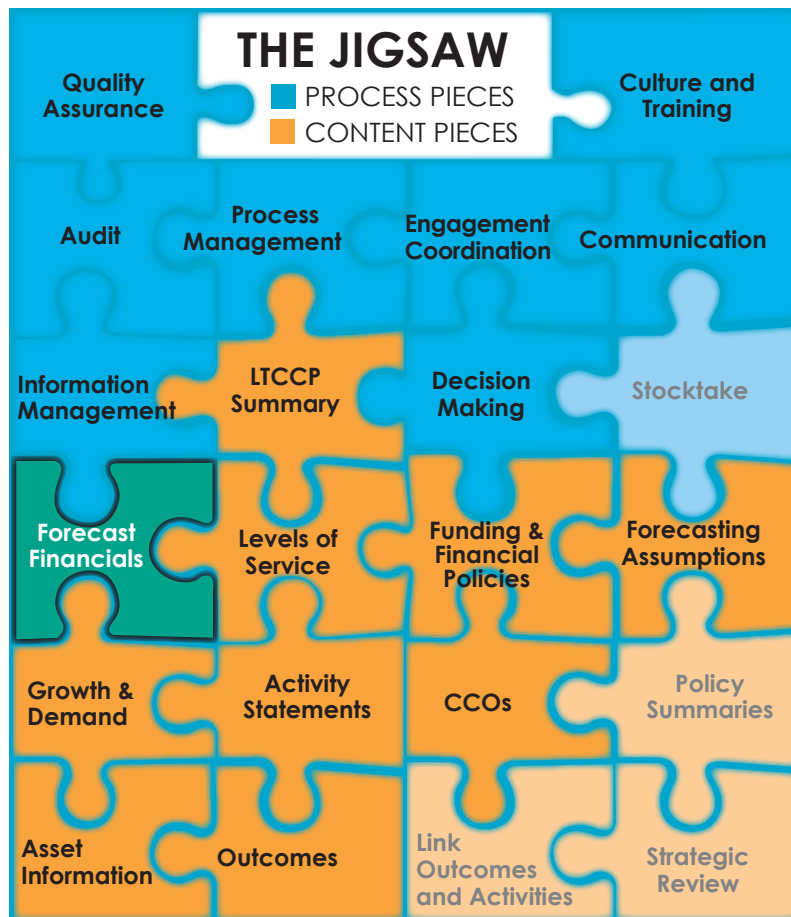 THE JIGSAW
PROCESS PIECES
CONTENT PIECES
Quality
Assurance
Culture and
Training
Audit
Process
Management
Engagement
Coordination
Communication
Information
Management
LTCCP
Summary
Decision
Making
Stocktake
Forecast
Financials
Levels of
Service
Funding &
Financial
Policies
Forecasting
Assumptions
Growth &
Demand
Activity
Statements
CCOs
Policy
Summaries
Asset
Information
Outcomes
Link
Outcomes
and Activities
Strategic
Review